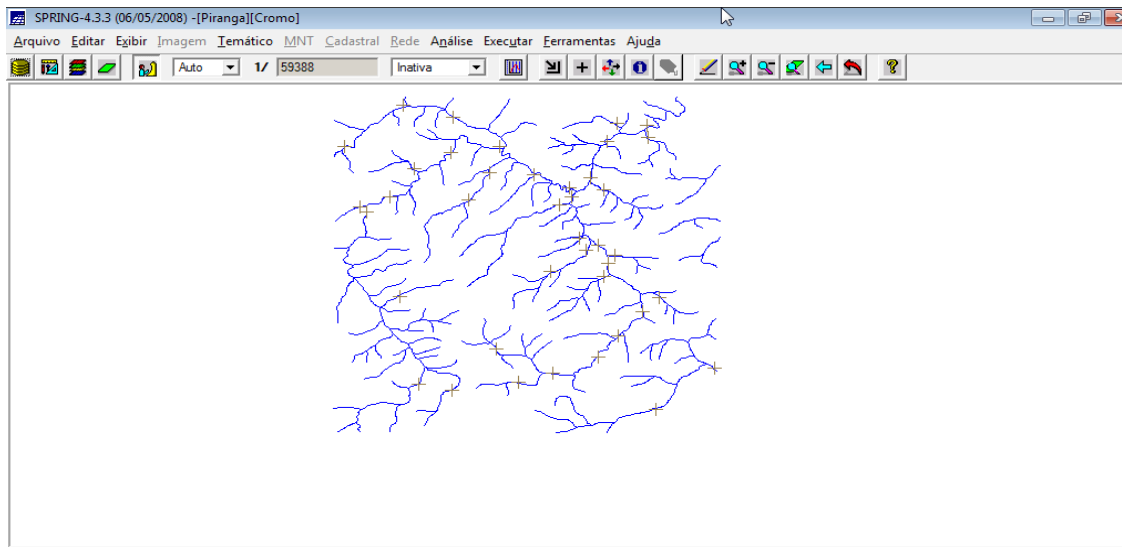 SPRING-4.3.3 (06/05/2008) -[Piranga][Cromo]
Arquivo Editar Exibir Imagem Temático MNT Cadastral Rede Análise Executar Ferramentas Ajuda
Auto 1/ 59388 Inativa